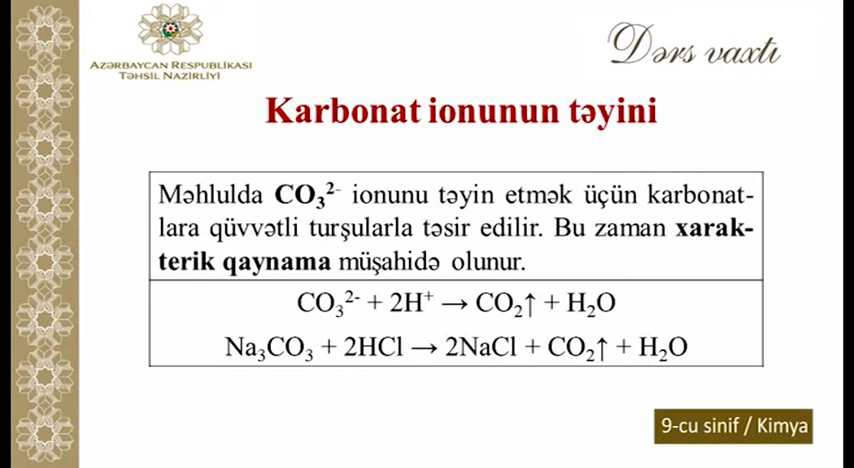 AZƏRBAYCAN RESPUBLİKASI
TƏHSİL NAZİRLİYİ
Dərs vaxtı
Karbonat ionunun təyini
Məhlulda CO₃²⁻ ionunu təyin etmək üçün karbonat-
lara qüvvətli turşularla təsir edilir. Bu zaman xarak-
terik qaynama müşahidə olunur.
CO₃²⁻ + 2H⁺ → CO₂↑ + H₂O
Na₃CO₃ + 2HCl → 2NaCl + CO₂↑ + H₂O
9-cu sinif / Kimya